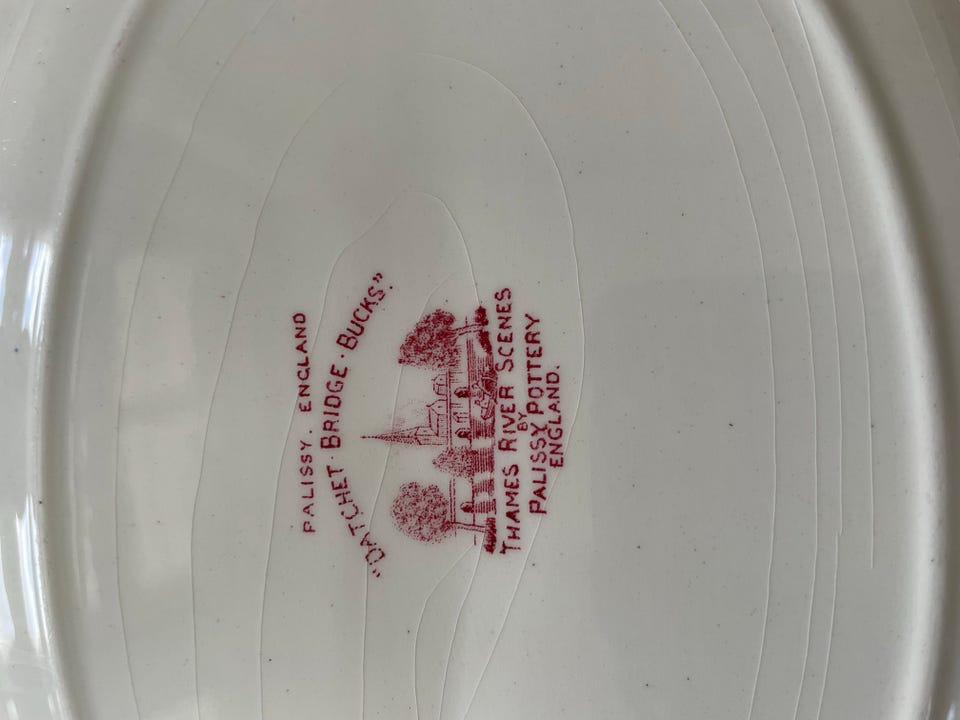 PALISSY. ENGLAND
"DATCHET · BRIDGE · BUCKS".
THAMES RIVER SCENES
BY
PALISSY POTTERY
ENGLAND.